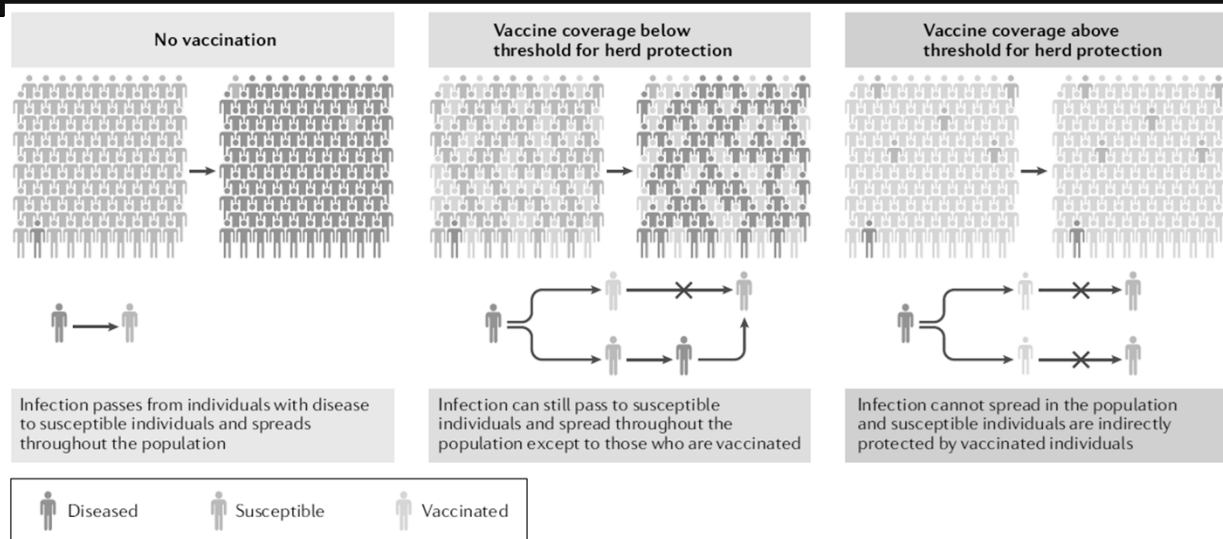 No vaccination
Vaccine coverage below
threshold for herd protection
Vaccine coverage above
threshold for herd protection
Infection passes from individuals with disease
to susceptible individuals and spreads
throughout the population
Infection can still pass to susceptible
individuals and spread throughout the
population except to those who are vaccinated
Infection cannot spread in the population
and susceptible individuals are indirectly
protected by vaccinated individuals
Diseased
Susceptible
Vaccinated